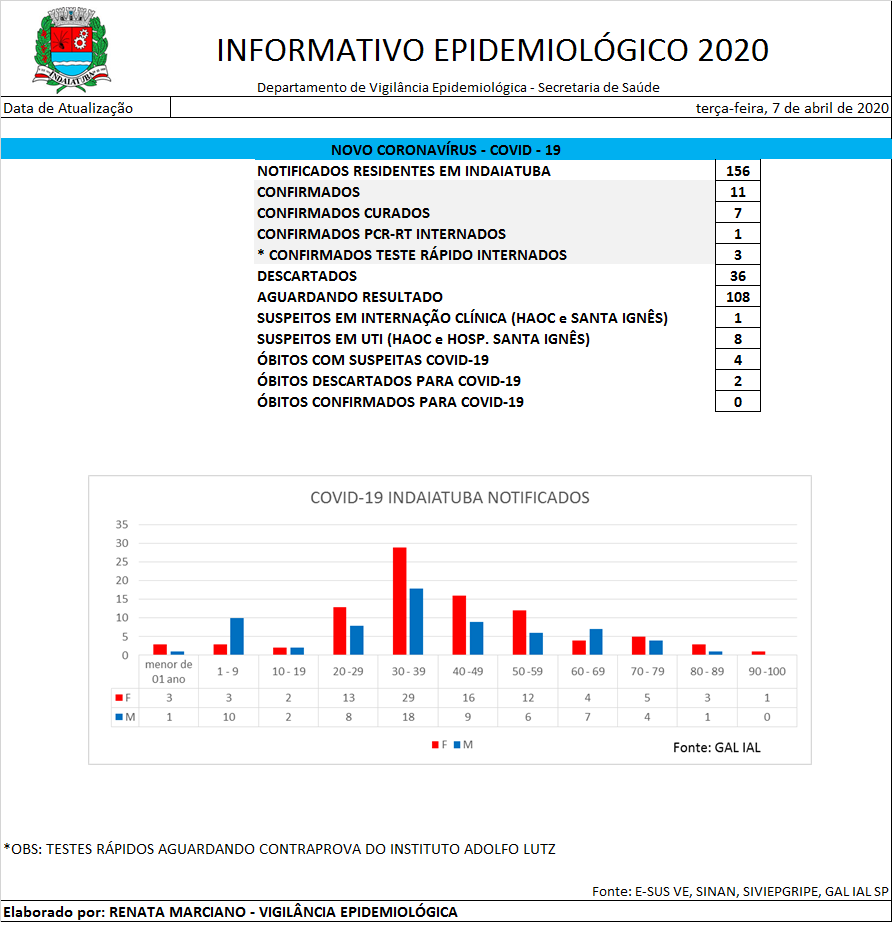 INDAIATUBA
INFORMATIVO EPIDEMIOLÓGICO 2020
Departamento de Vigilância Epidemiológica - Secretaria de Saúde
Data de Atualização terça-feira, 7 de abril de 2020
NOVO CORONAVÍRUS - COVID - 19
NOTIFICADOS RESIDENTES EM INDAIATUBA 156
CONFIRMADOS 11
CONFIRMADOS CURADOS 7
CONFIRMADOS PCR-RT INTERNADOS 1
* CONFIRMADOS TESTE RÁPIDO INTERNADOS 3
DESCARTADOS 36
AGUARDANDO RESULTADO 108
SUSPEITOS EM INTERNAÇÃO CLÍNICA (HAOC e SANTA IGNÊS) 1
SUSPEITOS EM UTI (HAOC e HOSP. SANTA IGNÊS) 8
ÓBITOS COM SUSPEITAS COVID-19 4
ÓBITOS DESCARTADOS PARA COVID-19 2
ÓBITOS CONFIRMADOS PARA COVID-19 0
COVID-19 INDAIATUBA NOTIFICADOS
35
30
25
20
15
10
5
0
menor de
01 ano 1 - 9 10 - 19 20 -29 30 - 39 40 -49 50 -59 60 - 69 70 - 79 80 - 89 90 -100
F 3 3 2 13 29 16 12 4 5 3 1
M 1 10 2 8 18 9 6 7 4 1 0
F M
Fonte: GAL IAL
*OBS: TESTES RÁPIDOS AGUARDANDO CONTRAPROVA DO INSTITUTO ADOLFO LUTZ
Fonte: E-SUS VE, SINAN, SIVIEPGRIPE, GAL IAL SP
Elaborado por: RENATA MARCIANO - VIGILÂNCIA EPIDEMIOLÓGICA